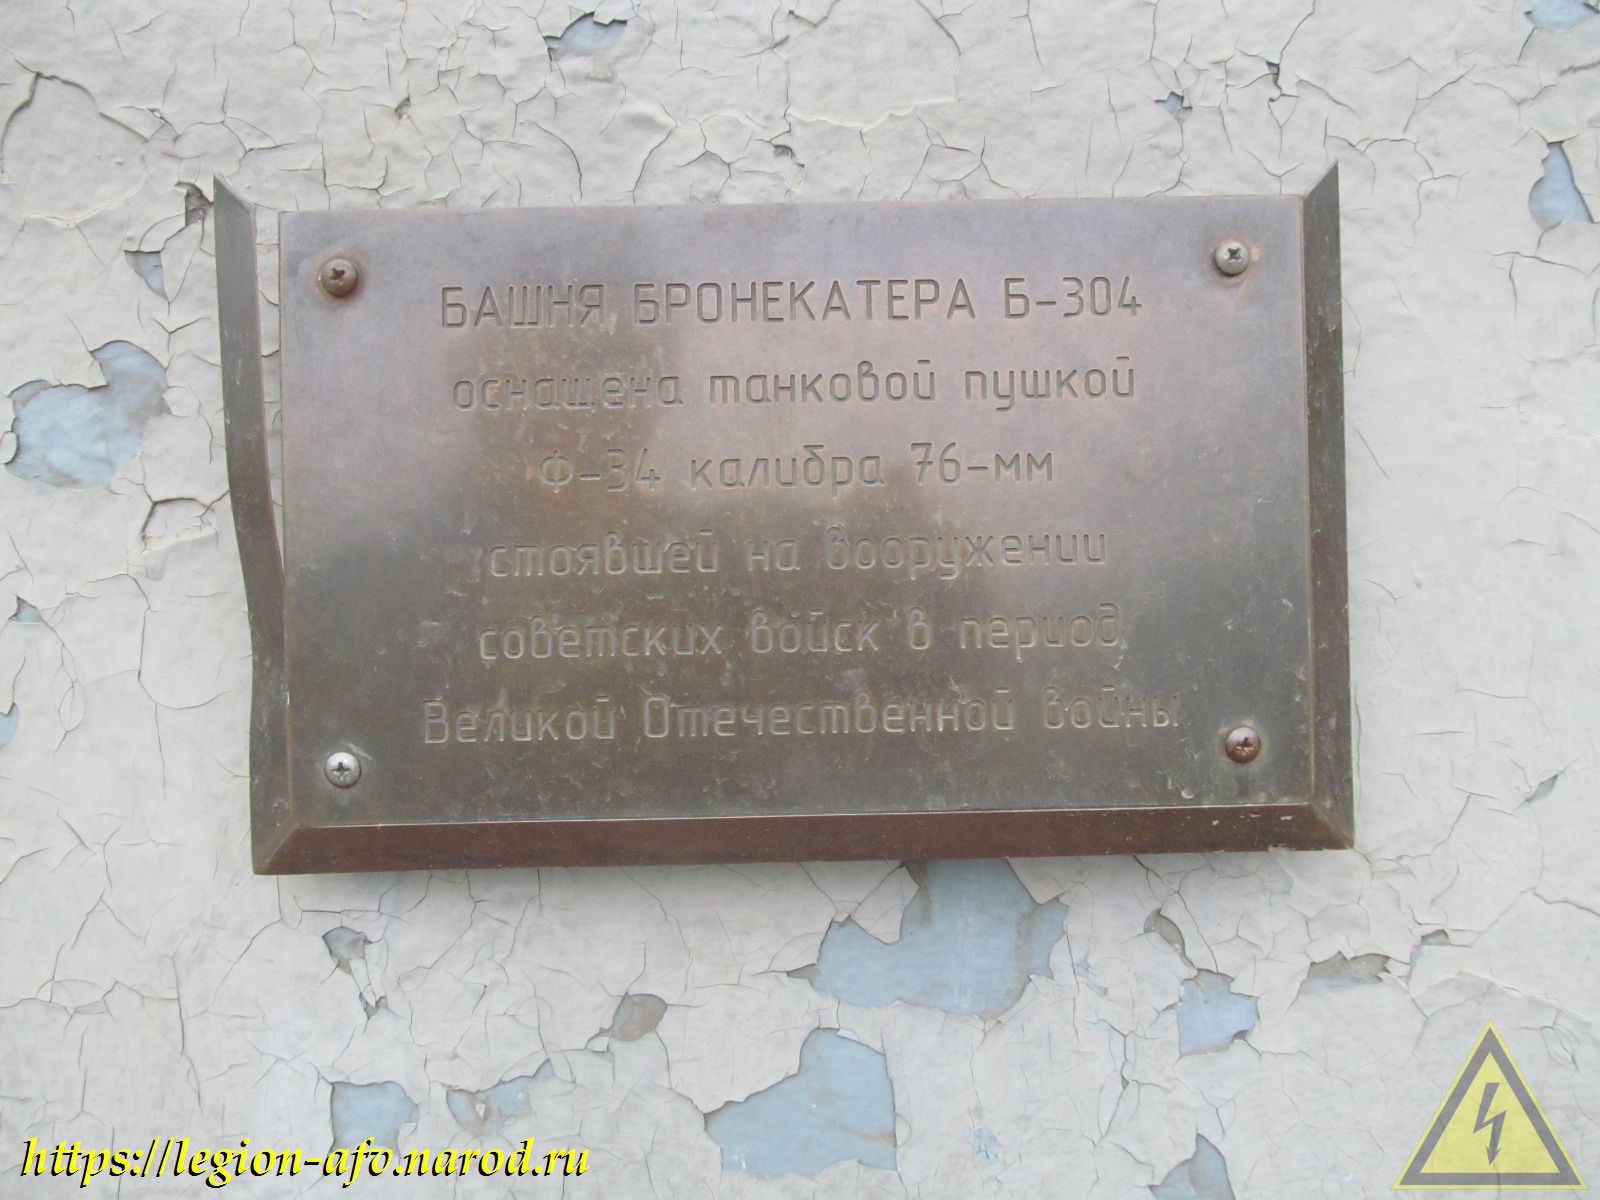 БАШНЯ БРОНЕКАТЕРА Б-304
оснащена танковой пушкой
Ф-34 калибра 76-мм
стоявшей на вооружении
советских войск в период
Великой Отечественной войны
https://legion-afv.narod.ru